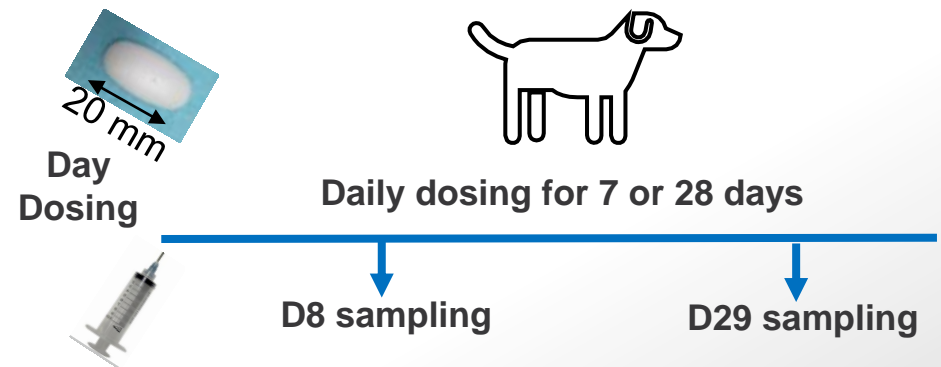 20 mm
Day
Dosing
Daily dosing for 7 or 28 days
D8 sampling
D29 sampling